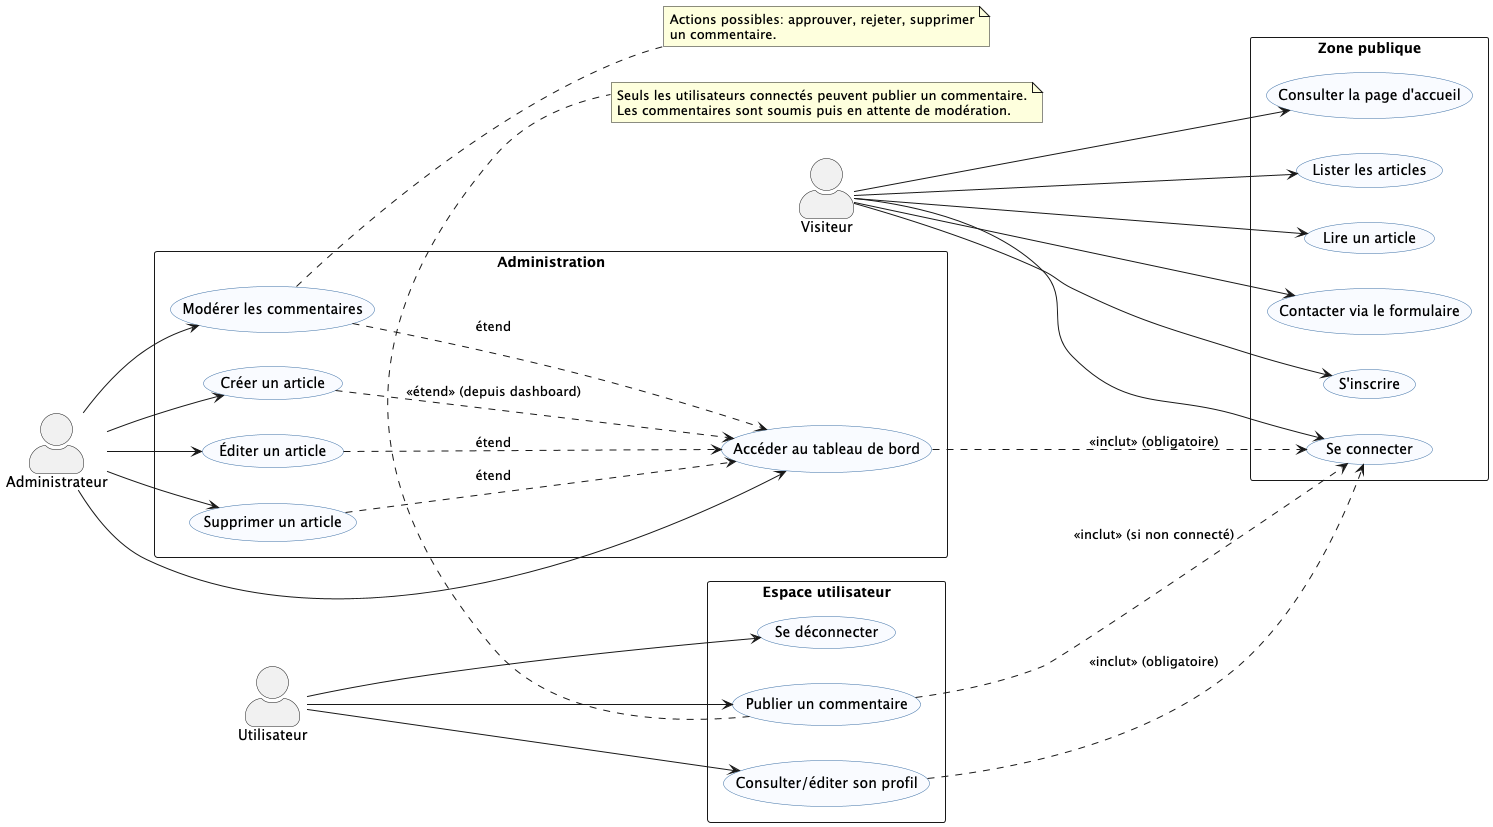 Actions possibles: approuver, rejeter, supprimer
un commentaire.
Seuls les utilisateurs connectés peuvent publier un commentaire.
Les commentaires sont soumis puis en attente de modération.
Zone publique
Consulter la page d'accueil
Lister les articles
Lire un article
Contacter via le formulaire
S'inscrire
Se connecter
Visiteur
Administration
Modérer les commentaires
Créer un article
Éditer un article
Supprimer un article
Accéder au tableau de bord
étend
«étend» (depuis dashboard)
étend
étend
«inclut» (obligatoire)
Administrateur
«inclut» (si non connecté)
«inclut» (obligatoire)
Espace utilisateur
Se déconnecter
Publier un commentaire
Consulter/éditer son profil
Utilisateur